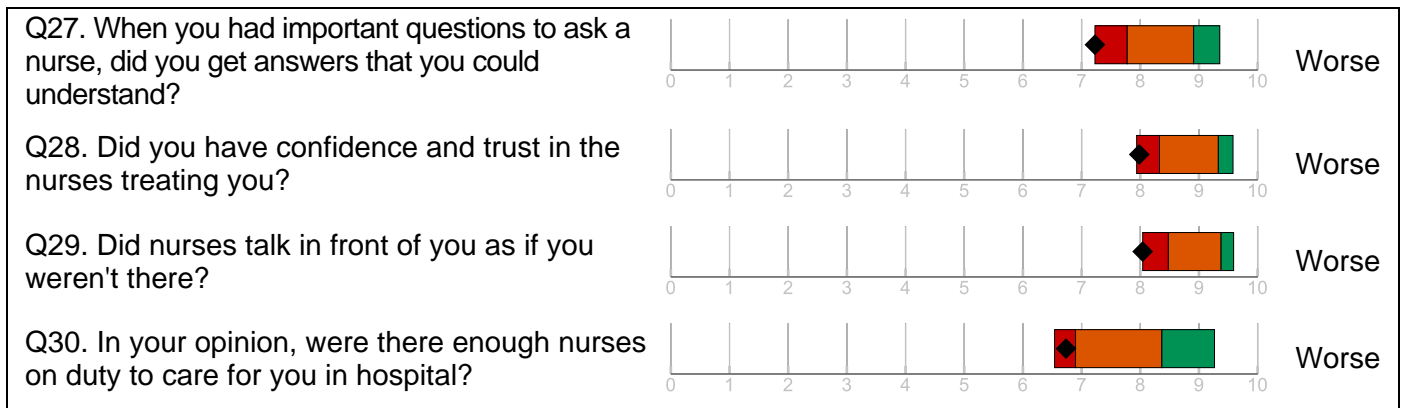 Q27. When you had important questions to ask a
nurse, did you get answers that you could
understand?
0 1 2 3 4 5 6 7 8 9 10
Worse
Q28. Did you have confidence and trust in the
nurses treating you?
0 1 2 3 4 5 6 7 8 9 10
Worse
Q29. Did nurses talk in front of you as if you
weren't there?
0 1 2 3 4 5 6 7 8 9 10
Worse
Q30. In your opinion, were there enough nurses
on duty to care for you in hospital?
0 1 2 3 4 5 6 7 8 9 10
Worse